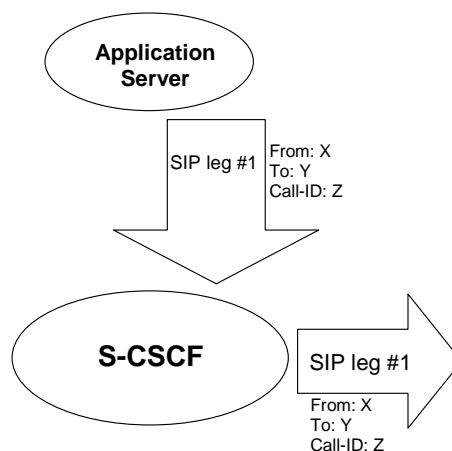 Application
Server
SIP leg #1
From: X
To: Y
Call-ID: Z
S-CSCF
SIP leg #1
From: X
To: Y
Call-ID: Z